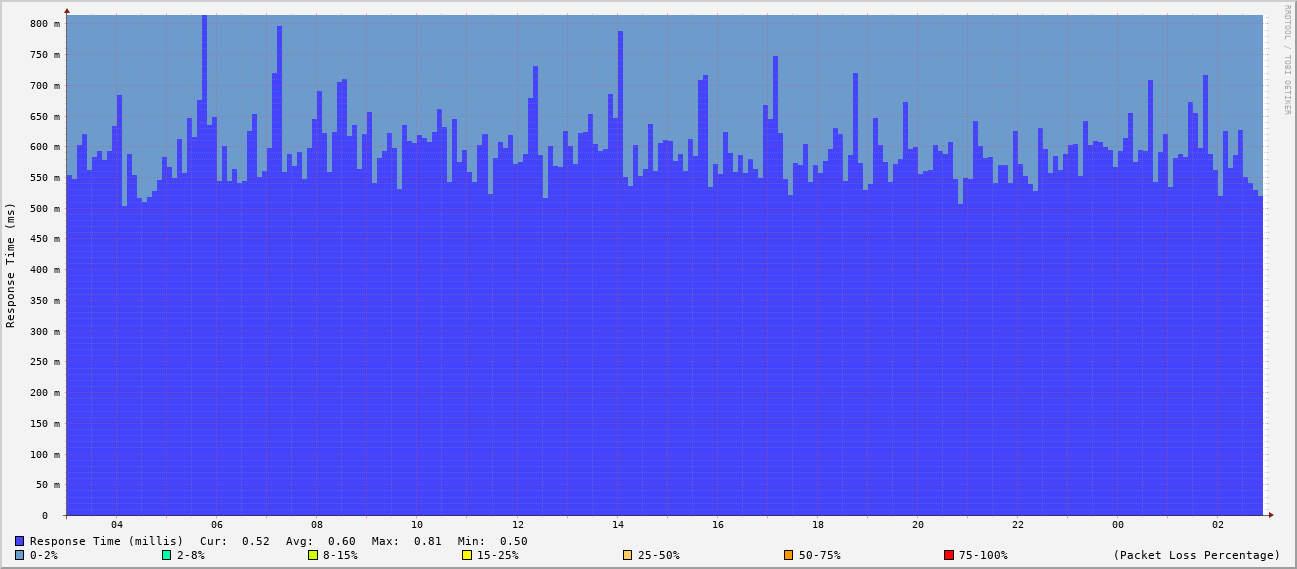 RRDTOOL / TOBI OETIKER
Response Time (ms)
800 m
750 m
700 m
650 m
600 m
550 m
500 m
450 m
400 m
350 m
300 m
250 m
200 m
150 m
100 m
50 m
0
04 06 08 10 12 14 16 18 20 22 00 02
Response Time (millis) Cur: 0.52 Avg: 0.60 Max: 0.81 Min: 0.50
0-2% 2-8% 8-15% 15-25% 25-50% 50-75% 75-100% (Packet Loss Percentage)